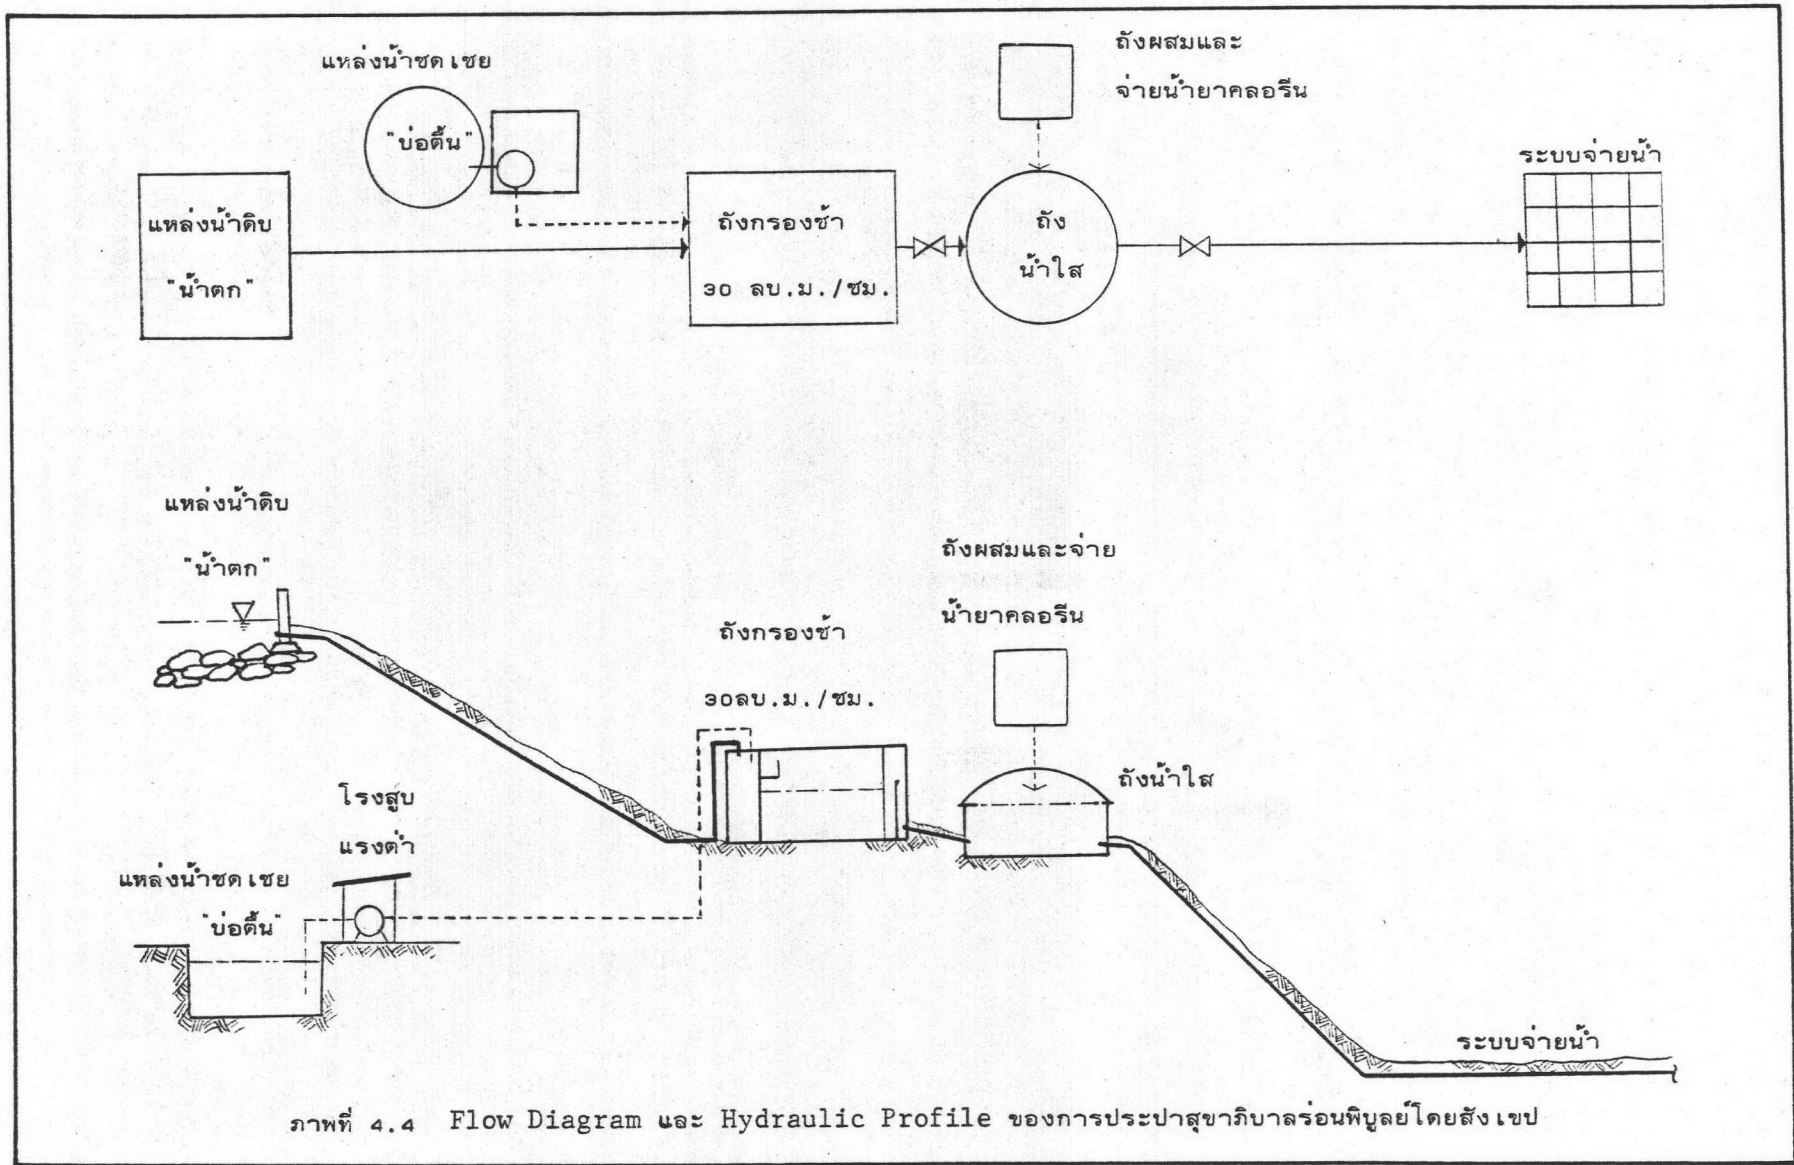 แหล่งน้ำชดเชย
"บ่อตื้น"
ถังผสมและ
จ่ายน้ำยาคลอรีน
ระบบจ่ายน้ำ
แหล่งน้ำดิบ
"น้ำตก"
ถังกรองช้า
30 ลบ.ม./ชม.
ถัง
น้ำใส
แหล่งน้ำดิบ
"น้ำตก"
ถังผสมและจ่าย
น้ำยาคลอรีน
ถังกรองช้า
30ลบ.ม./ชม.
ถังน้ำใส
โรงสูบ
แรงต่ำ
แหล่งน้ำชดเชย
"บ่อตื้น"
ระบบจ่ายน้ำ
ภาพที่ 4.4 Flow Diagram และ Hydraulic Profile ของการประปาสุขาภิบาลร่อนพิบูลย์โดยสังเขป